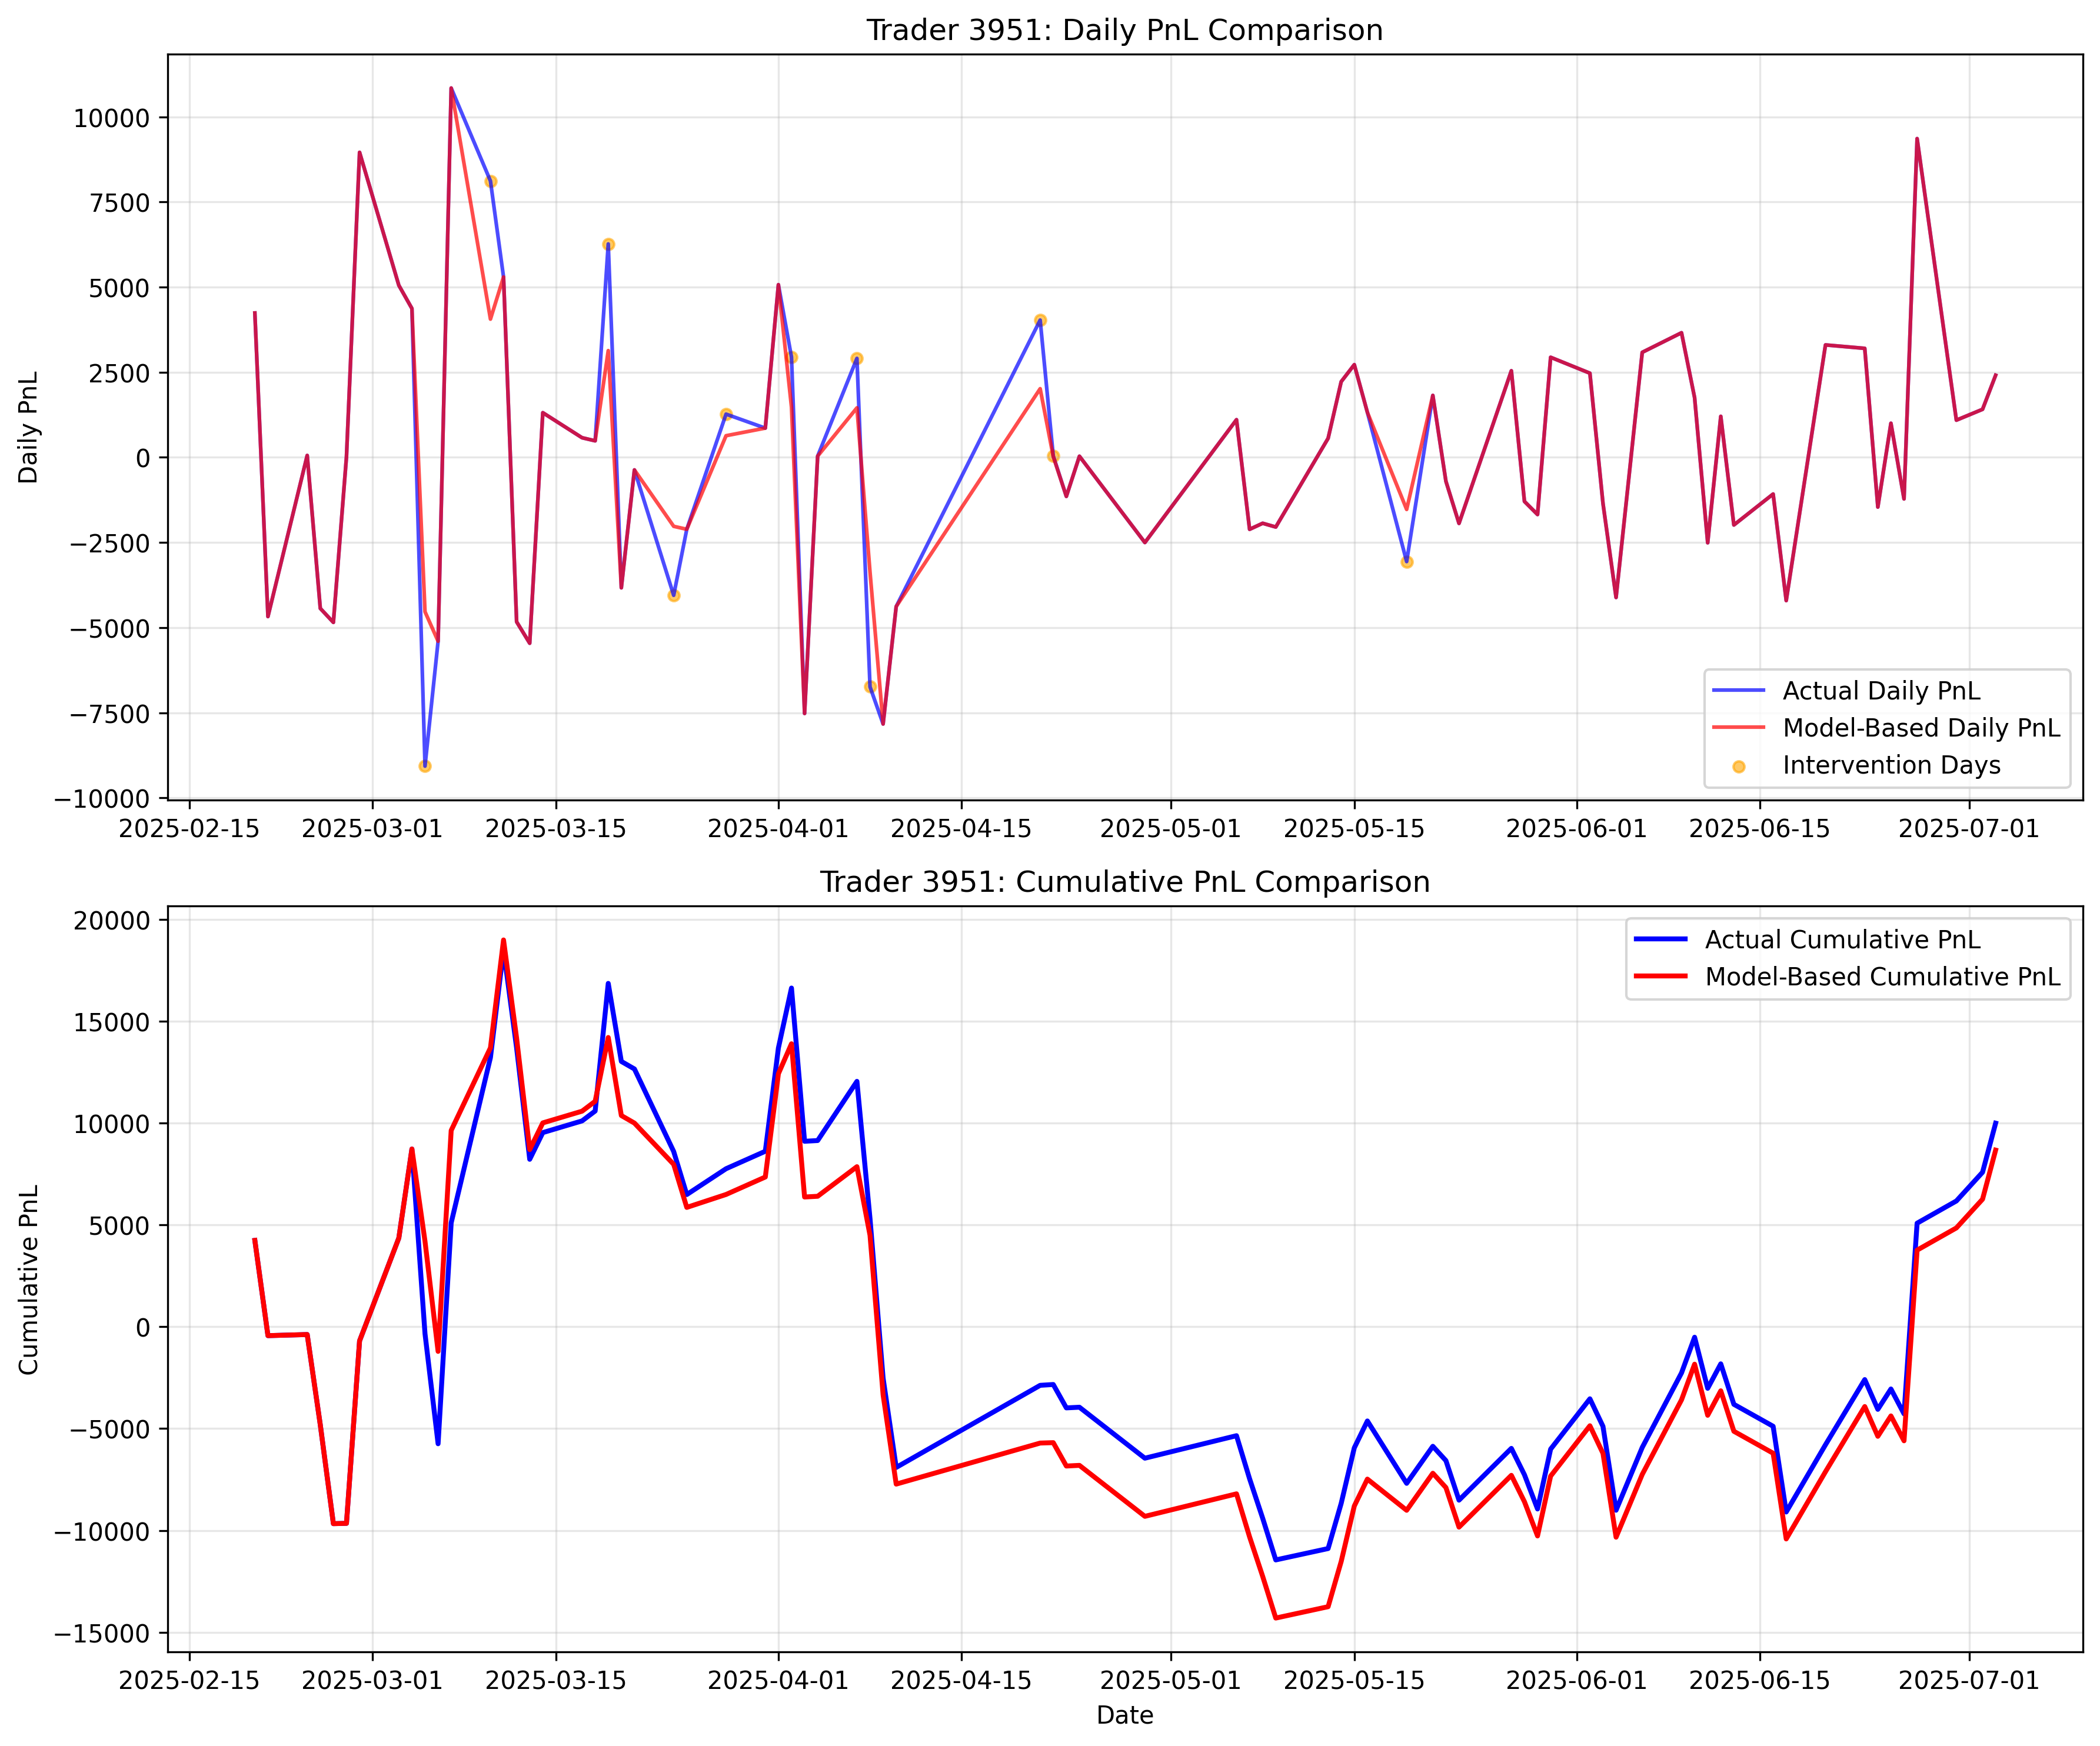 Trader 3951: Daily PnL Comparison
Daily PnL
10000
7500
5000
2500
0
−2500
−5000
−7500
−10000
2025-02-15 2025-03-01 2025-03-15 2025-04-01 2025-04-15 2025-05-01 2025-05-15 2025-06-01 2025-06-15 2025-07-01
Actual Daily PnL
Model-Based Daily PnL
Intervention Days
Trader 3951: Cumulative PnL Comparison
Cumulative PnL
20000
15000
10000
5000
0
−5000
−10000
−15000
Actual Cumulative PnL
Model-Based Cumulative PnL
2025-02-15 2025-03-01 2025-03-15 2025-04-01 2025-04-15 2025-05-01 2025-05-15 2025-06-01 2025-06-15 2025-07-01
Date